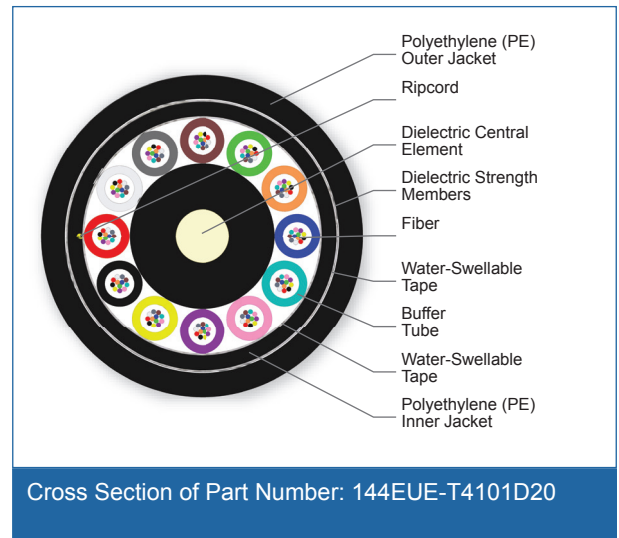 Polyethylene (PE)
Outer Jacket
Ripcord
Dielectric Central
Element
Dielectric Strength
Members
Fiber
Water-Swellable
Tape
Buffer
Tube
Water-Swellable
Tape
Polyethylene (PE)
Inner Jacket
Cross Section of Part Number: 144EUE-T4101D20